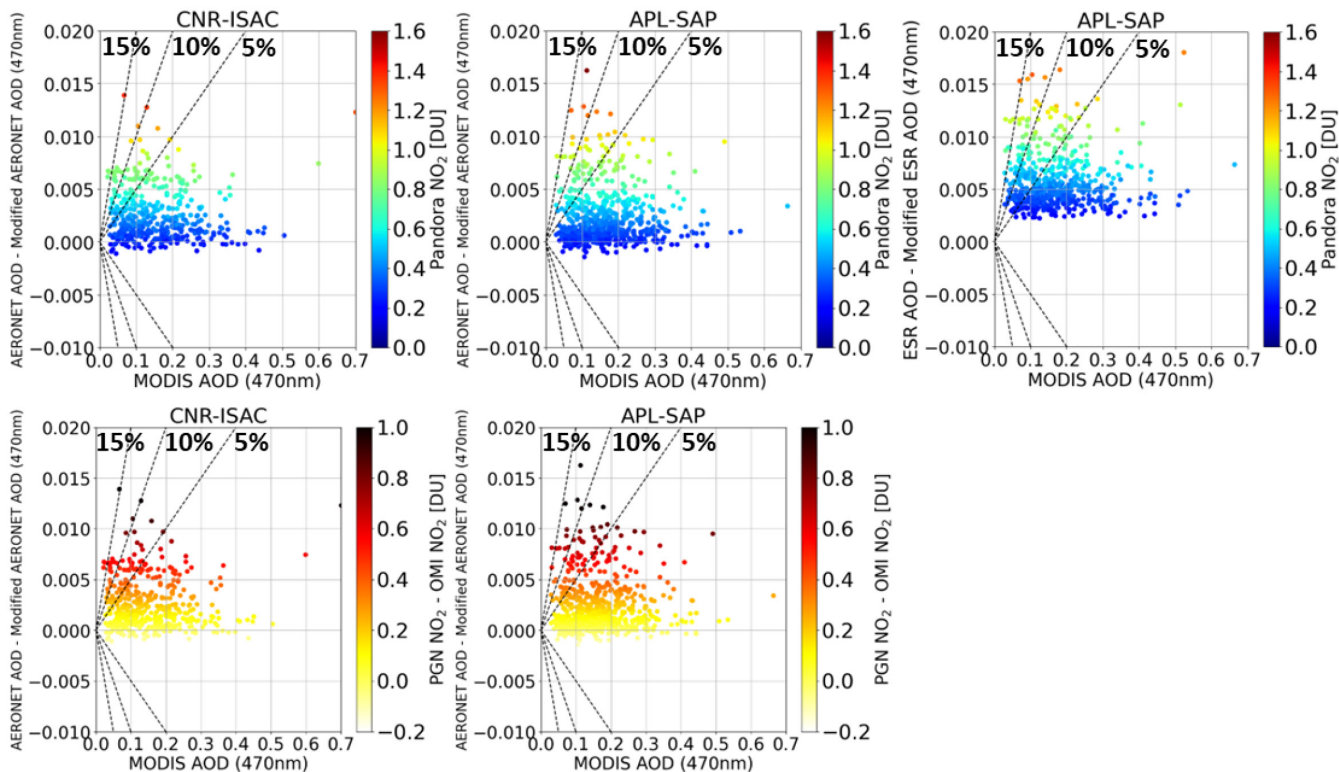 CNR-ISAC
AERONET AOD - Modified AERONET AOD (470nm)
0.020
0.015
0.010
0.005
0.000
−0.005
−0.010
15% 10% 5%
0.0 0.1 0.2 0.3 0.4 0.5 0.6 0.7
MODIS AOD (470nm)
1.6
1.4
1.2
1.0
0.8
0.6
0.4
0.2
0.0
Pandora NO₂ [DU]
APL-SAP
AERONET AOD - Modified AERONET AOD (470nm)
0.020
0.015
0.010
0.005
0.000
−0.005
−0.010
15% 10% 5%
0.0 0.1 0.2 0.3 0.4 0.5 0.6 0.7
MODIS AOD (470nm)
1.6
1.4
1.2
1.0
0.8
0.6
0.4
0.2
0.0
Pandora NO₂ [DU]
APL-SAP
ESR AOD - Modified ESR AOD (470nm)
0.020
0.015
0.010
0.005
0.000
−0.005
−0.010
15% 10% 5%
0.0 0.1 0.2 0.3 0.4 0.5 0.6 0.7
MODIS AOD (470nm)
1.6
1.4
1.2
1.0
0.8
0.6
0.4
0.2
0.0
Pandora NO₂ [DU]
CNR-ISAC
AERONET AOD - Modified AERONET AOD (470nm)
0.020
0.015
0.010
0.005
0.000
−0.005
−0.010
15% 10% 5%
0.0 0.1 0.2 0.3 0.4 0.5 0.6 0.7
MODIS AOD (470nm)
1.0
0.8
0.6
0.4
0.2
0.0
−0.2
PGN NO₂ - OMI NO₂ [DU]
APL-SAP
AERONET AOD - Modified AERONET AOD (470nm)
0.020
0.015
0.010
0.005
0.000
−0.005
−0.010
15% 10% 5%
0.0 0.1 0.2 0.3 0.4 0.5 0.6 0.7
MODIS AOD (470nm)
1.0
0.8
0.6
0.4
0.2
0.0
−0.2
PGN NO₂ - OMI NO₂ [DU]